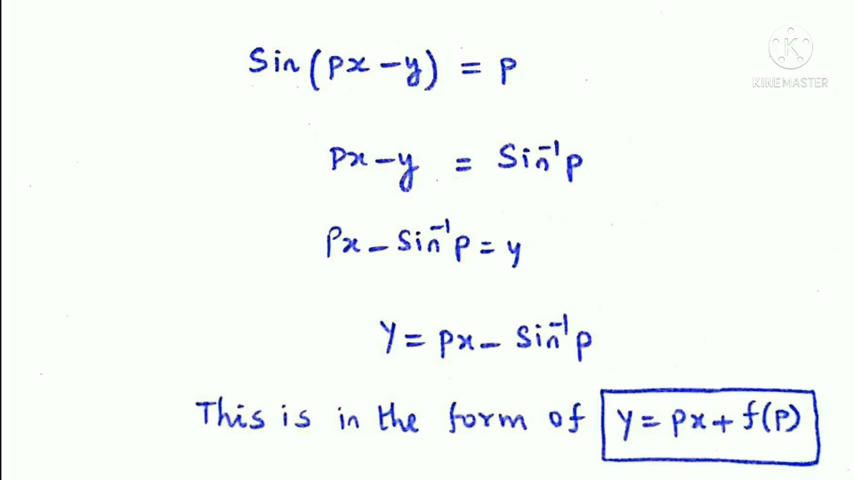 Sin(px-y) = p
KINEMASTER
px-y = Sin⁻¹p
px - Sin⁻¹p = y
y = px - Sin⁻¹p
This is in the form of y = px + f(p)